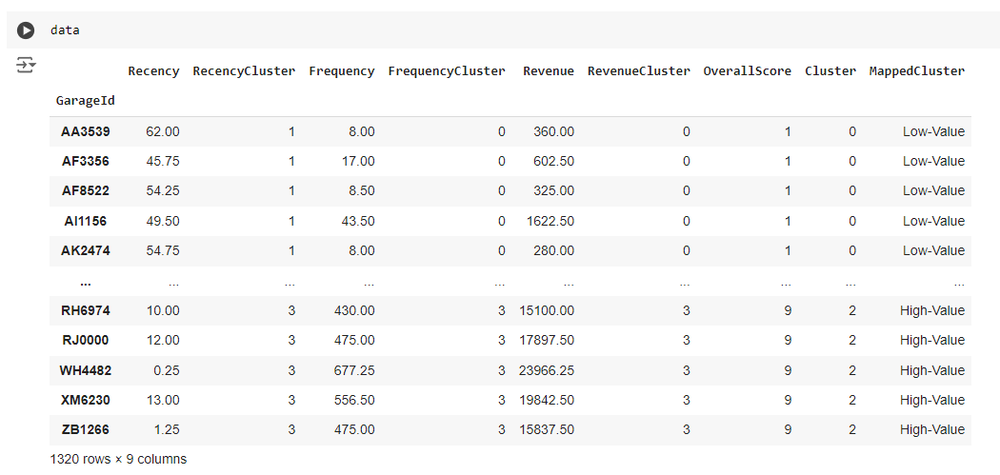 data
Recency RecencyCluster Frequency FrequencyCluster Revenue RevenueCluster OverallScore Cluster MappedCluster
GarageId
AA3539 62.00 1 8.00 0 360.00 0 1 0 Low-Value
AF3356 45.75 1 17.00 0 602.50 0 1 0 Low-Value
AF8522 54.25 1 8.50 0 325.00 0 1 0 Low-Value
AI1156 49.50 1 43.50 0 1622.50 0 1 0 Low-Value
AK2474 54.75 1 8.00 0 280.00 0 1 0 Low-Value
... ... ... ... ... ... ... ... ... ...
RH6974 10.00 3 430.00 3 15100.00 3 9 2 High-Value
RJ0000 12.00 3 475.00 3 17897.50 3 9 2 High-Value
WH4482 0.25 3 677.25 3 23966.25 3 9 2 High-Value
XM6230 13.00 3 556.50 3 19842.50 3 9 2 High-Value
ZB1266 1.25 3 475.00 3 15837.50 3 9 2 High-Value
1320 rows × 9 columns